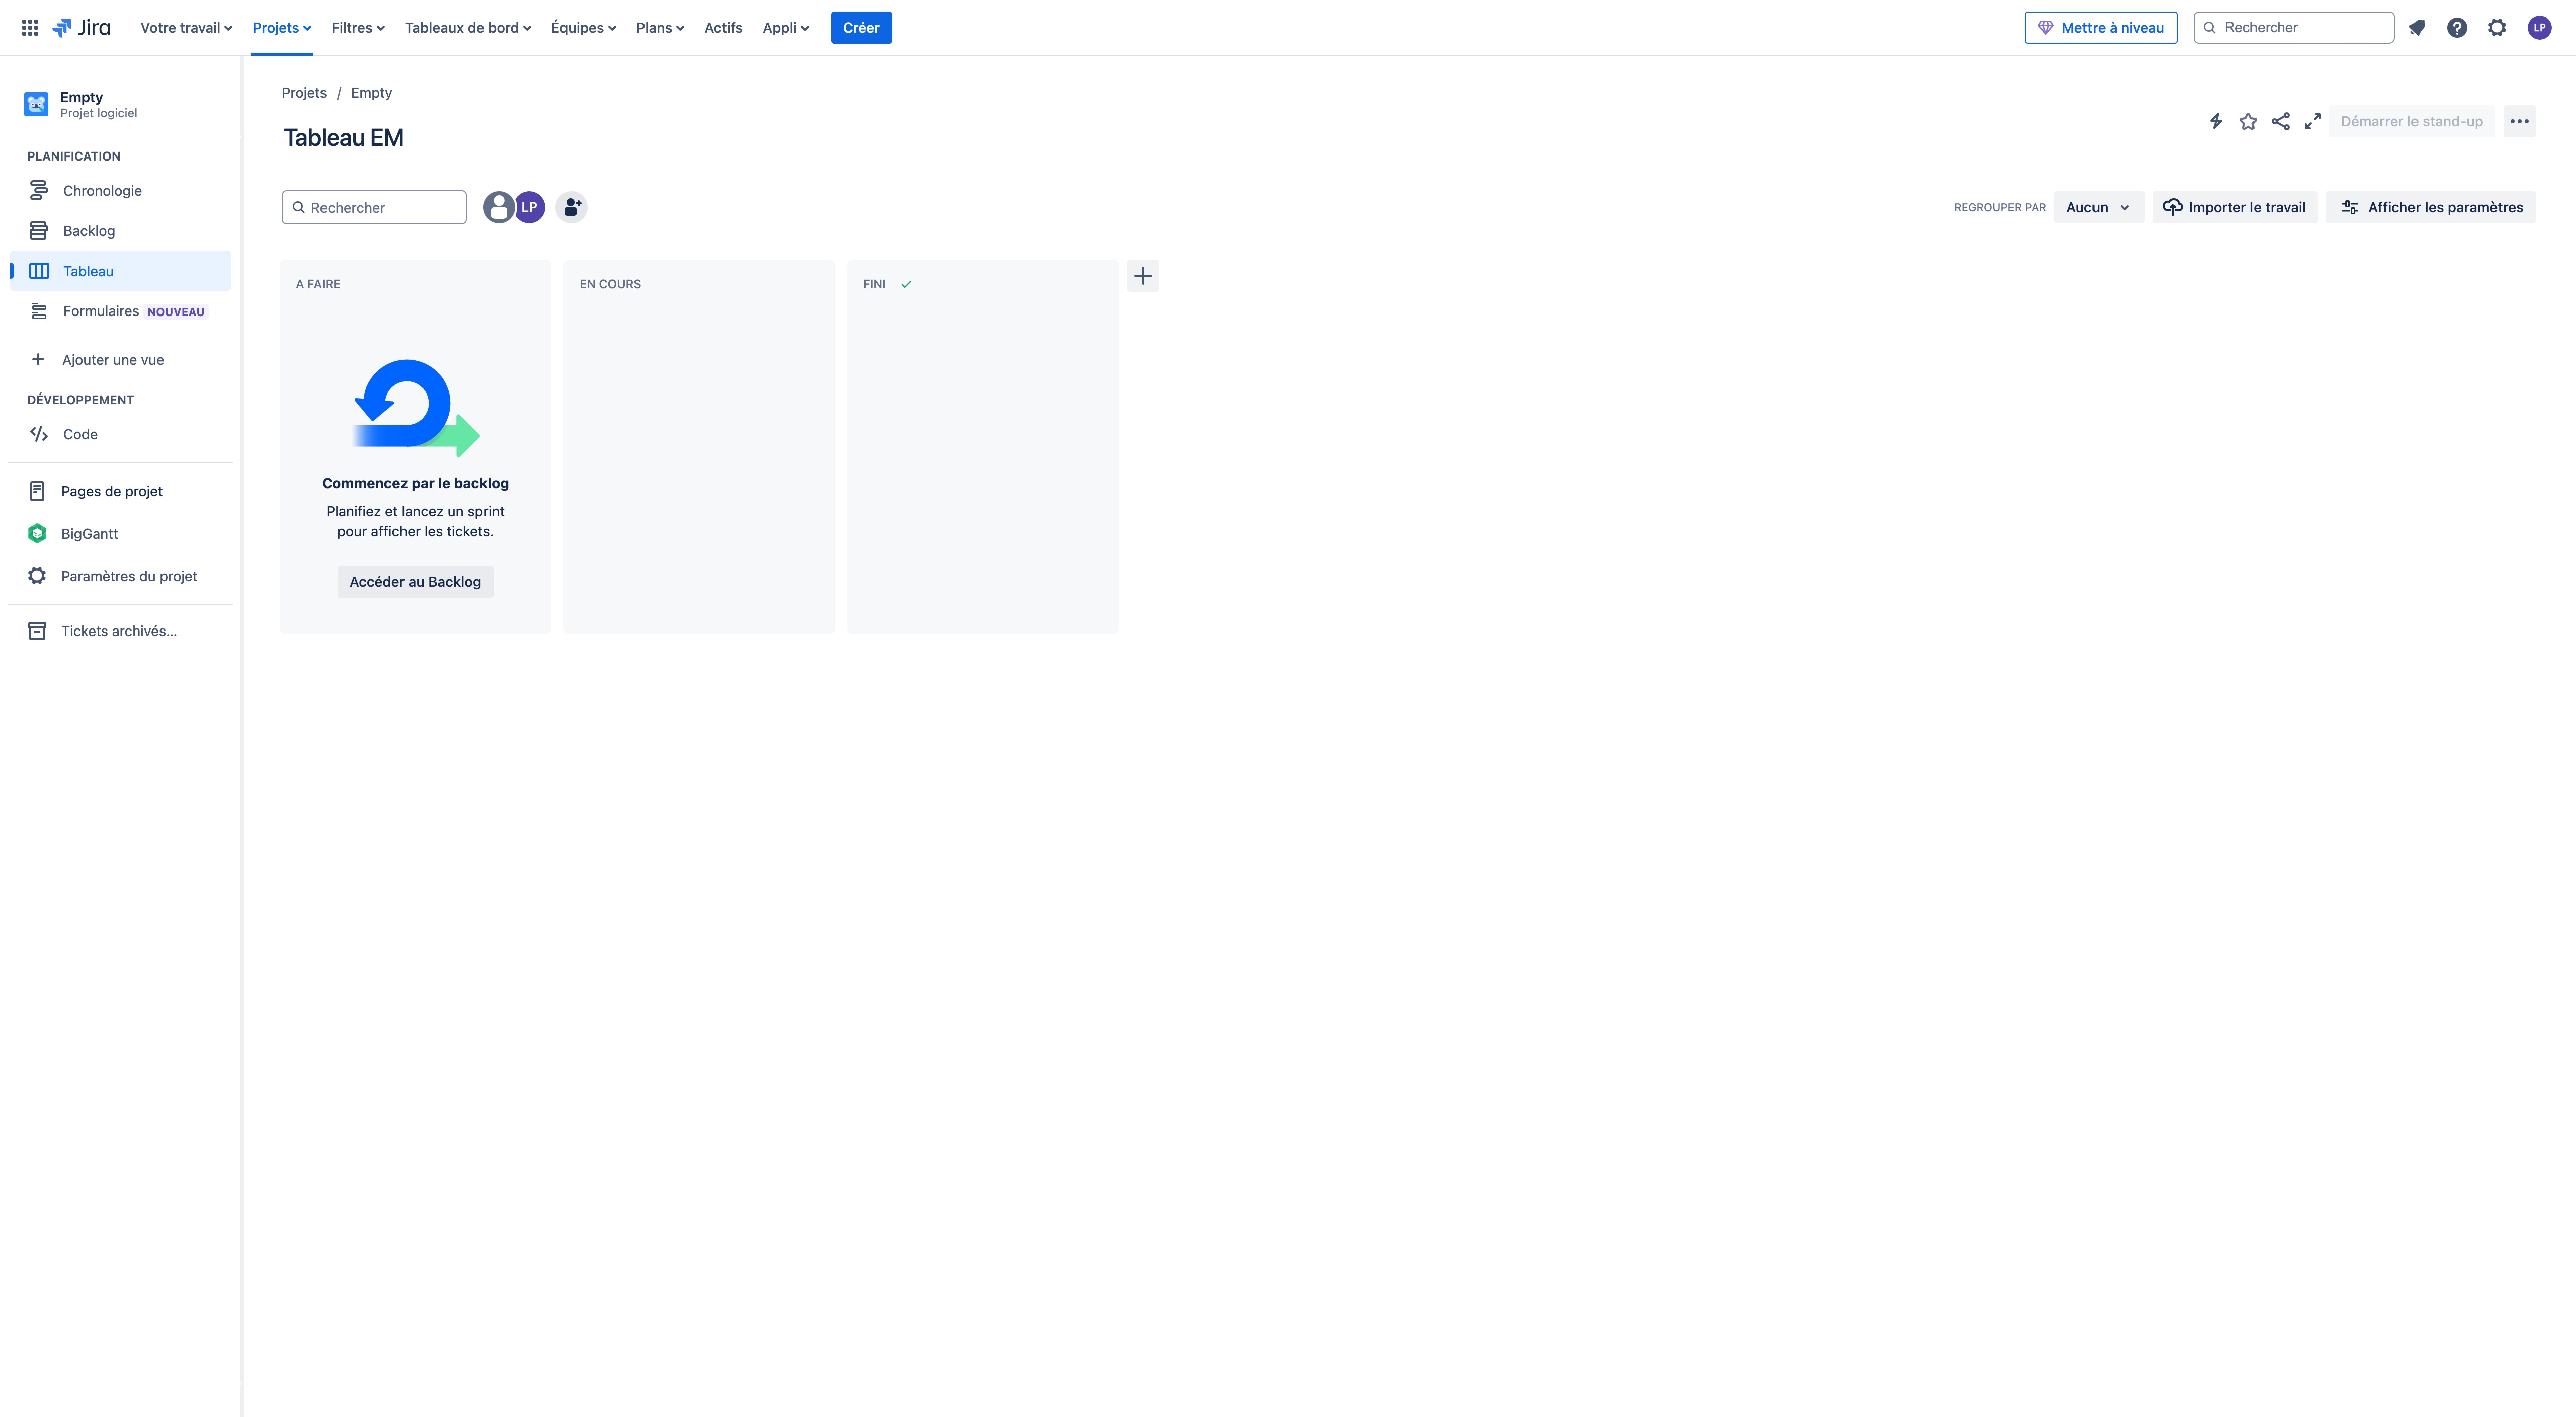 Jira
Votre travail
Projets
Filtres
Tableaux de bord
Équipes
Plans
Actifs
Appli
Créer
Mettre à niveau
Rechercher
LP
Empty
Projet logiciel
PLANIFICATION
Chronologie
Backlog
Tableau
Formulaires NOUVEAU
Ajouter une vue
DÉVELOPPEMENT
Code
Pages de projet
BigGantt
Paramètres du projet
Tickets archivés...
Projets / Empty
Tableau EM
Démarrer le stand-up
Rechercher
LP
REGROUPER PAR
Aucun
Importer le travail
Afficher les paramètres
A FAIRE
Commencez par le backlog
Planifiez et lancez un sprint
pour afficher les tickets.
Accéder au Backlog
EN COURS
FINI